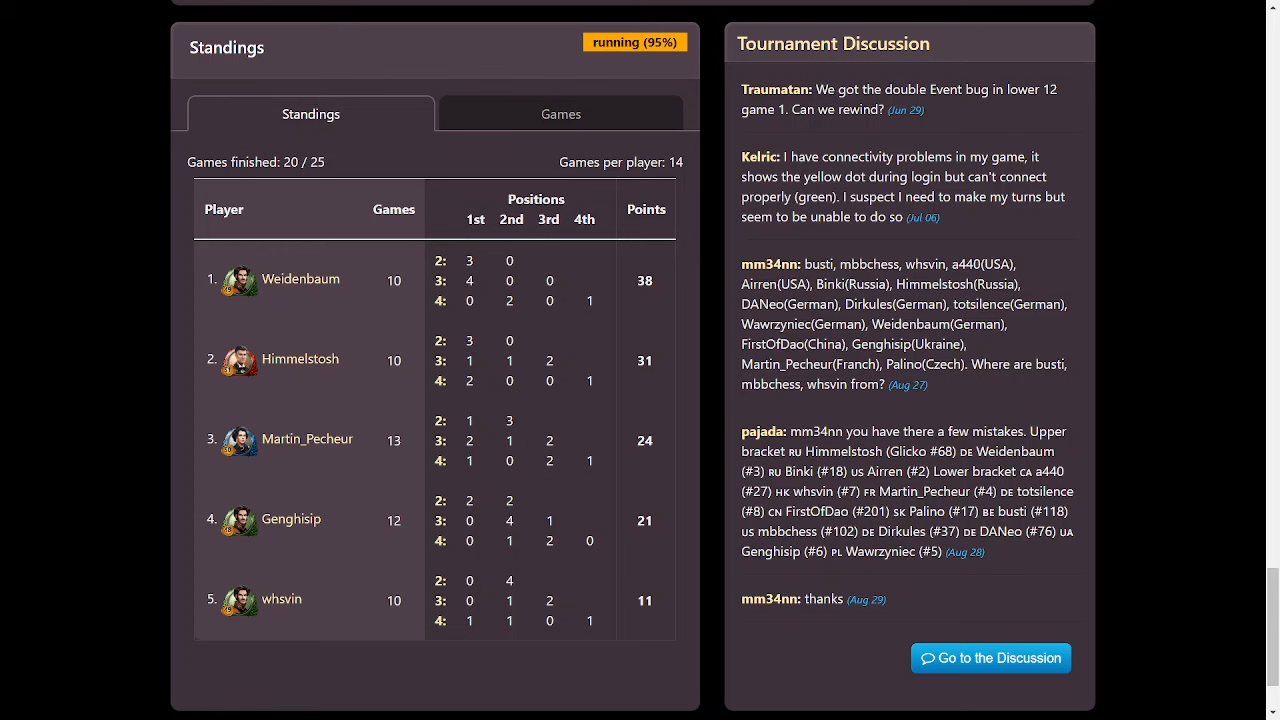 Standings
running (95%)
Standings
Games
Games finished: 20 / 25
Games per player: 14
Player
Games
Positions
1st 2nd 3rd 4th
Points
1. Weidenbaum 10
2: 3 0
3: 4 0 0
4: 0 2 0 1
38
2. Himmelstosh 10
2: 3 0
3: 1 1 2
4: 2 0 0 1
31
3. Martin_Pecheur 13
2: 1 3
3: 2 1 2
4: 1 0 2 1
24
4. Genghisip 12
2: 2 2
3: 0 4 1
4: 0 1 2 0
21
5. whsvin 10
2: 0 4
3: 0 1 2
4: 1 1 0 1
11
Tournament Discussion
Traumatan: We got the double Event bug in lower 12
game 1. Can we rewind? (Jun 29)
Kelric: I have connectivity problems in my game, it
shows the yellow dot during login but can't connect
properly (green). I suspect I need to make my turns but
seem to be unable to do so (Jul 06)
mm34nn: busti, mbbchess, whsvin, a440(USA),
Airren(USA), Binki(Russia), Himmelstosh(Russia),
DANeo(German), Dirkules(German), totsilence(German),
Wawrzyniec(German), Weidenbaum(German),
FirstOfDao(China), Genghisip(Ukraine),
Martin_Pecheur(Franch), Palino(Czech). Where are busti,
mbbchess, whsvin from? (Aug 27)
pajada: mm34nn you have there a few mistakes. Upper
bracket RU Himmelstosh (Glicko #68) DE Weidenbaum
(#3) RU Binki (#18) US Airren (#2) Lower bracket CA a440
(#27) HK whsvin (#7) FR Martin_Pecheur (#4) DE totsilence
(#8) CN FirstOfDao (#201) SK Palino (#17) BE busti (#118)
US mbbchess (#102) DE Dirkules (#37) DE DANeo (#76) UA
Genghisip (#6) PL Wawrzyniec (#5) (Aug 28)
mm34nn: thanks (Aug 29)
Go to the Discussion